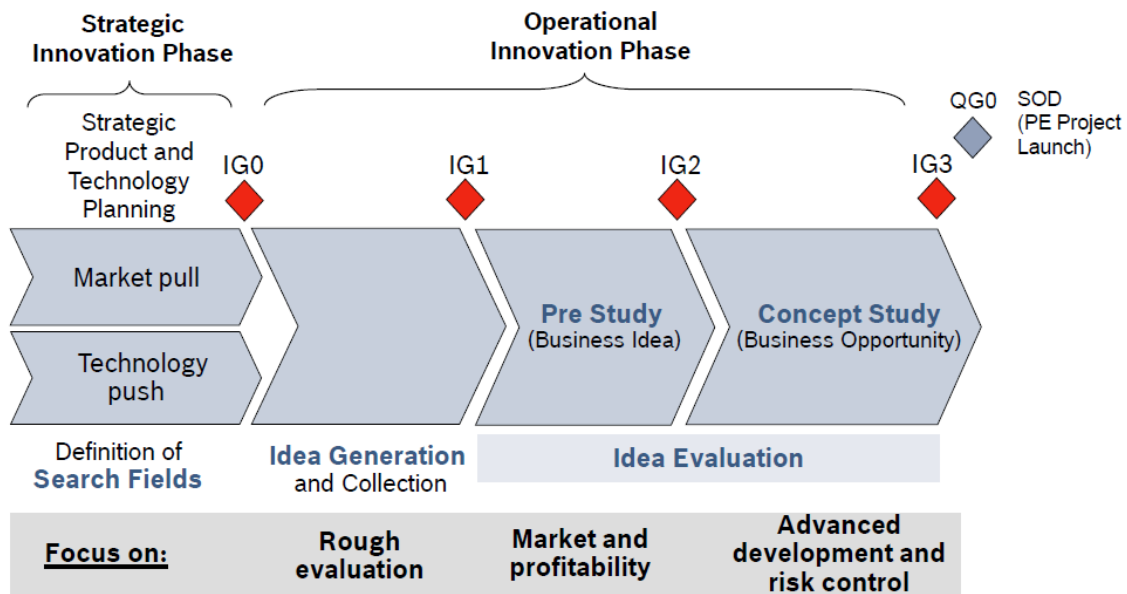 Strategic
Innovation Phase
Operational
Innovation Phase
QG0
SOD
(PE Project
Launch)
Strategic
Product and
Technology
Planning
IG0
IG1
IG2
IG3
Market pull
Technology
push
Pre Study
(Business Idea)
Concept Study
(Business Opportunity)
Definition of
Search Fields
Idea Generation
and Collection
Idea Evaluation
Focus on:
Rough
evaluation
Market and
profitability
Advanced
development and
risk control